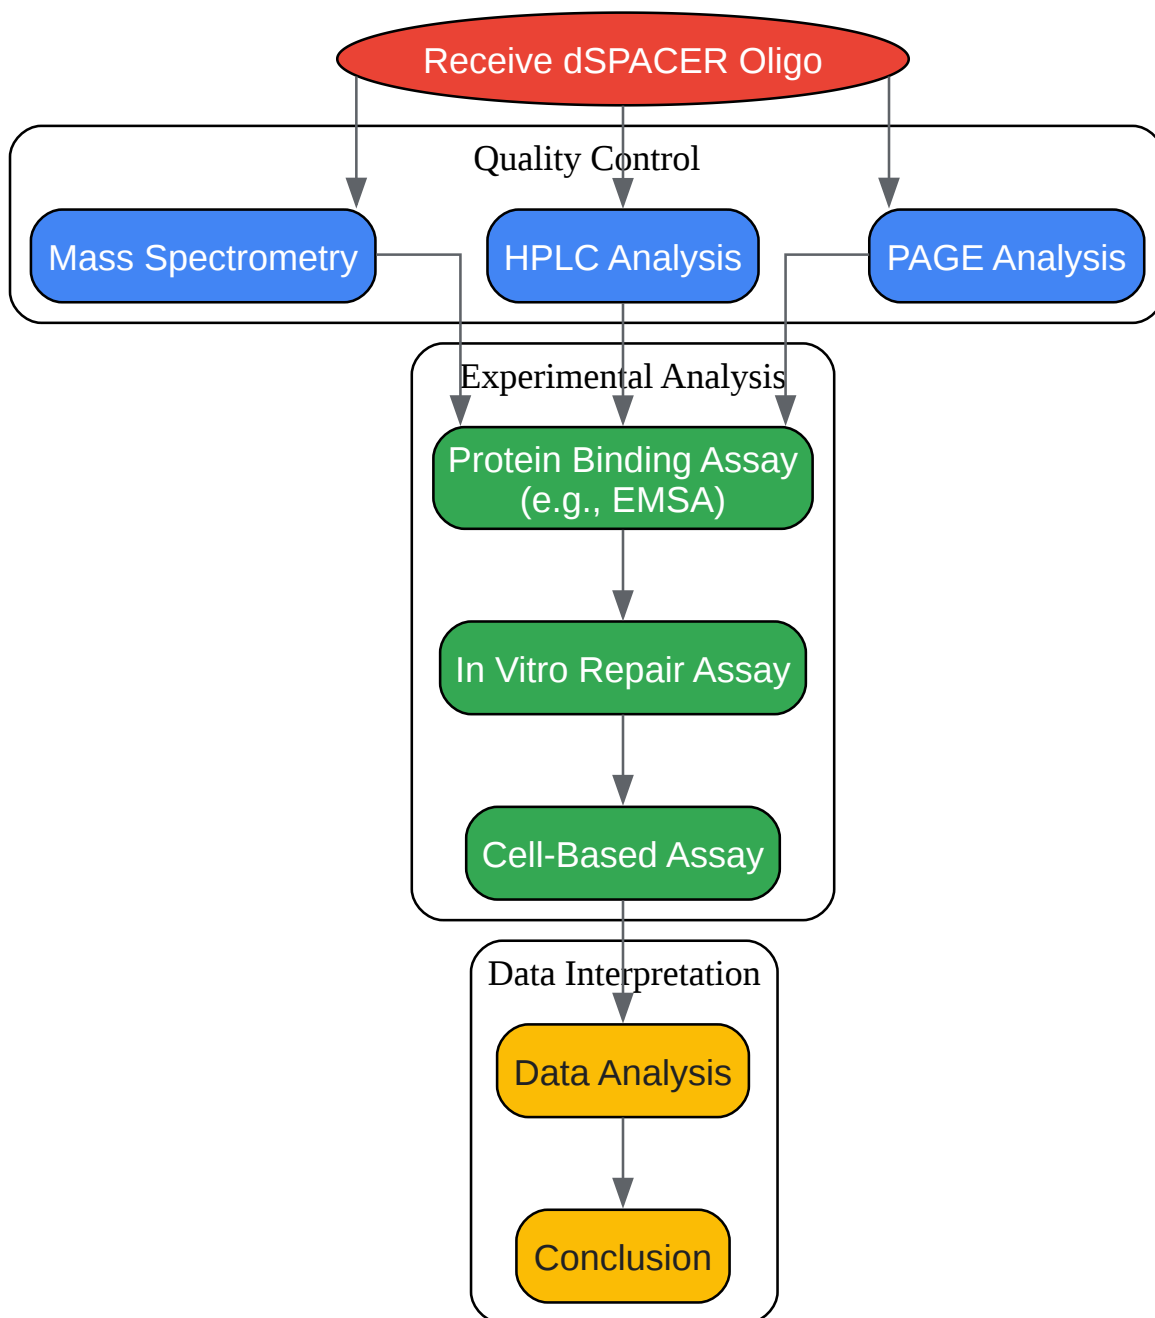 Receive dSPACER Oligo
Quality Control
Mass Spectrometry
HPLC Analysis
PAGE Analysis
Experimental Analysis
Protein Binding Assay
(e.g., EMSA)
In Vitro Repair Assay
Cell-Based Assay
Data Interpretation
Data Analysis
Conclusion